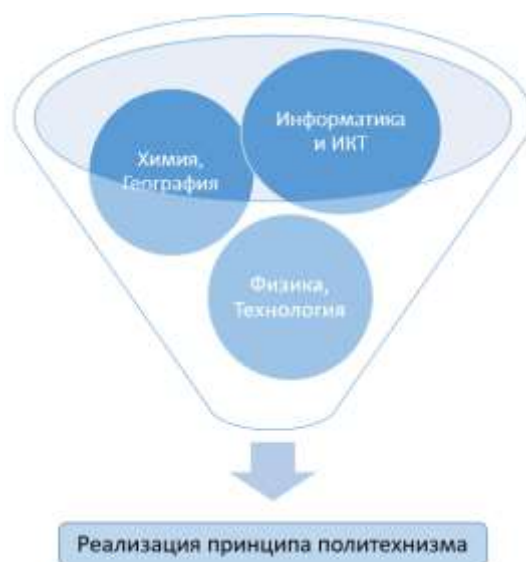 Информатика
и ИКТ
Химия,
География
Физика,
Технология
Реализация принципа политехнизма